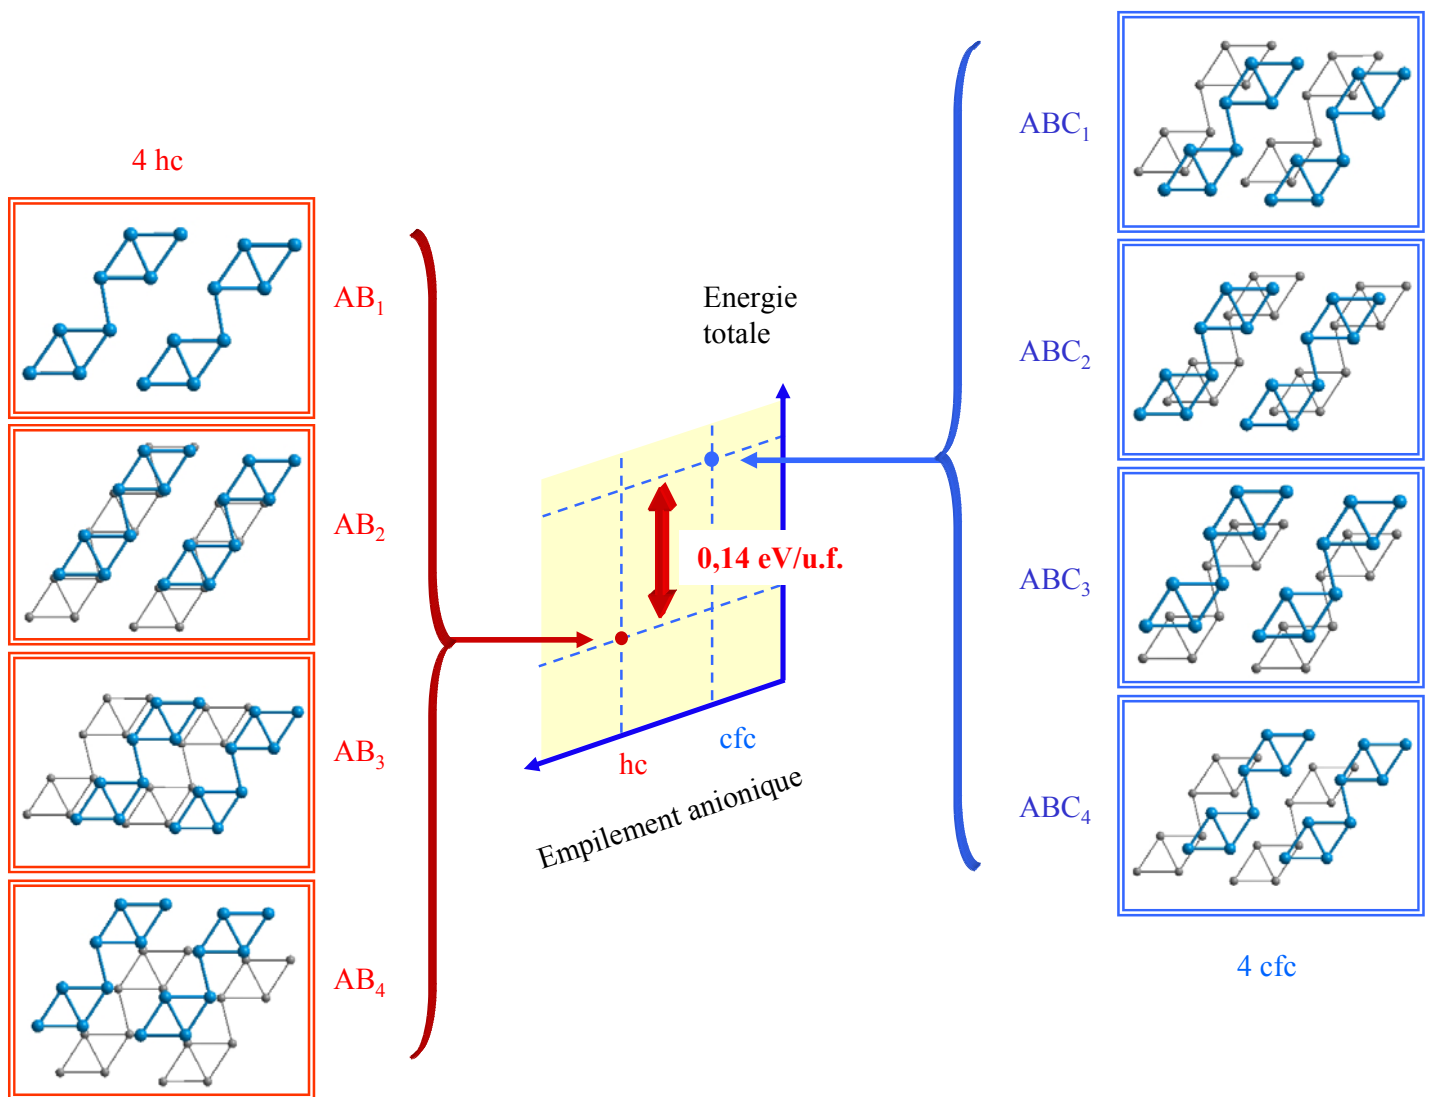 4 hc
AB₁
AB₂
AB₃
AB₄
Energie
totale
0,14 eV/u.f.
hc
cfc
Empilement anionique
ABC₁
ABC₂
ABC₃
ABC₄
4 cfc